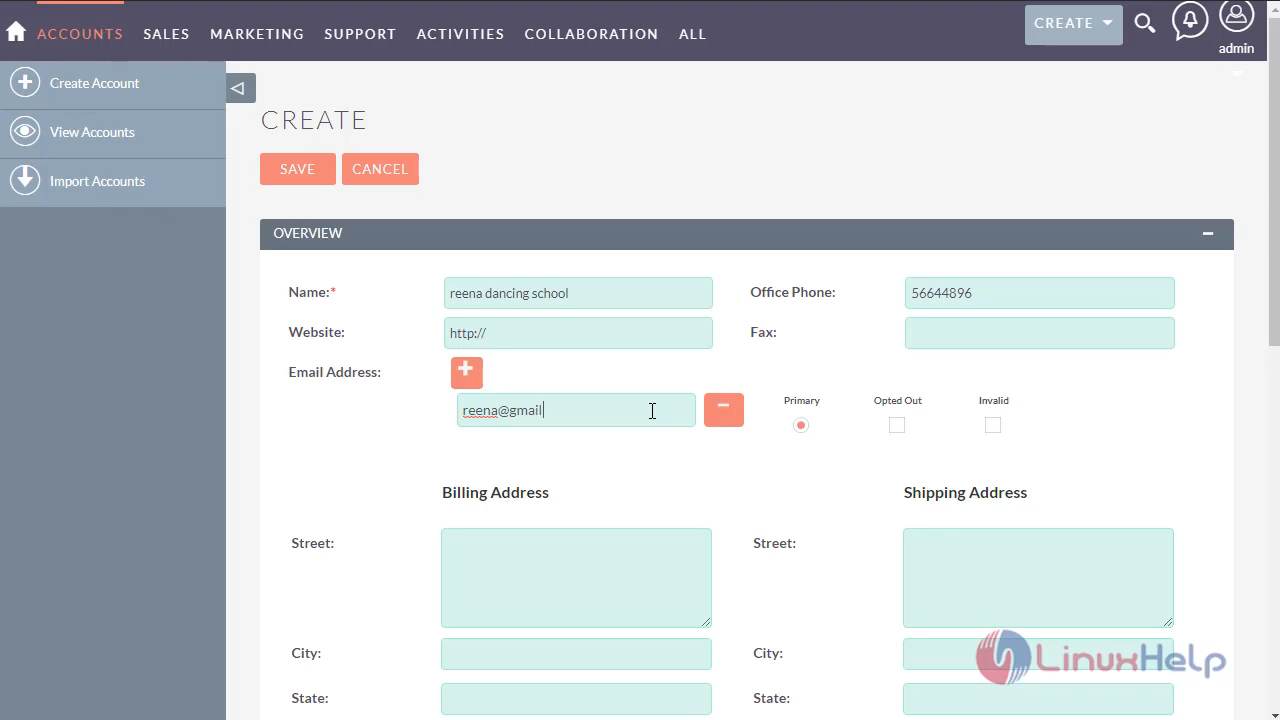 ACCOUNTS SALES MARKETING SUPPORT ACTIVITIES COLLABORATION ALL CREATE admin
Create Account
View Accounts
Import Accounts
CREATE
SAVE CANCEL
OVERVIEW
Name:* reena dancing school Office Phone: 56644896
Website: http:// Fax:
Email Address:
reena@gmail Primary Opted Out Invalid
Billing Address Shipping Address
Street: Street:
City: City:
State: State:
LinuxHelp